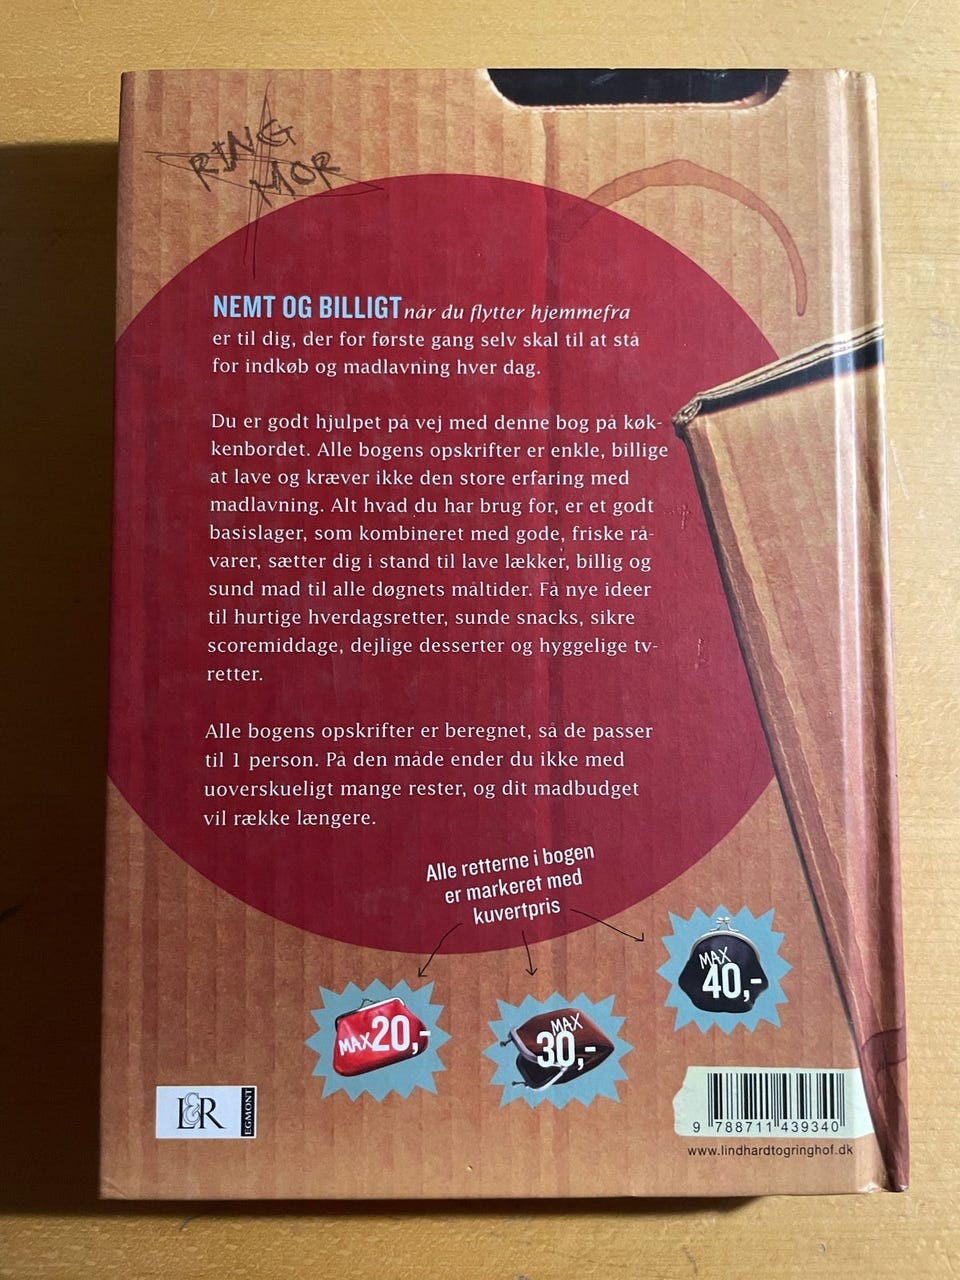 RING
MOR
NEMT OG BILLIGT når du flytter hjemmefra
er til dig, der for første gang selv skal til at stå
for indkøb og madlavning hver dag.
Du er godt hjulpet på vej med denne bog på køk-
kenbordet. Alle bogens opskrifter er enkle, billige
at lave og kræver ikke den store erfaring med
madlavning. Alt hvad du har brug for, er et godt
basislager, som kombineret med gode, friske rå-
varer, sætter dig i stand til lave lækker, billig og
sund mad til alle døgnets måltider. Få nye ideer
til hurtige hverdagsretter, sunde snacks, sikre
scoremiddage, dejlige desserter og hyggelige tv-
retter.
Alle bogens opskrifter er beregnet, så de passer
til 1 person. På den måde ender du ikke med
uoverskueligt mange rester, og dit madbudget
vil række længere.
Alle retterne i bogen
er markeret med
kuvertpris
MAX 20,-
MAX
30,-
MAX
40,-
L&R
EGMONT
9 788711 439340
www.lindhardtogringhof.dk